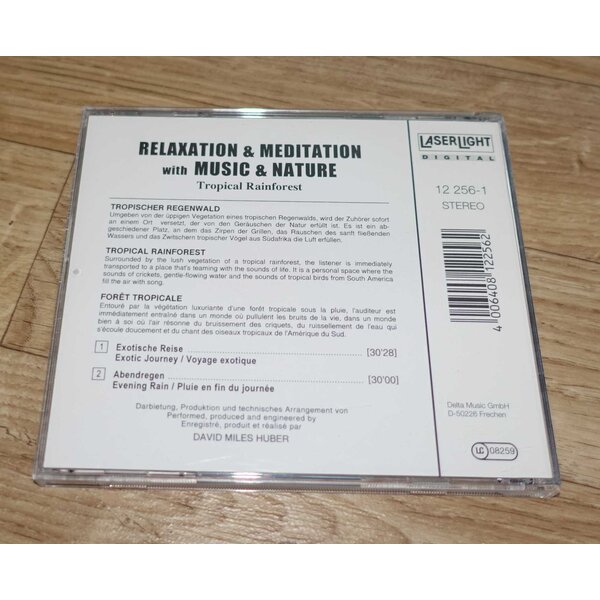 RELAXATION & MEDITATION
with MUSIC & NATURE
Tropical Rainforest
TROPISCHER REGENWALD
Umgeben von der üppigen Vegetation eines tropischen Regenwalds, wird der Zuhörer sofort
an einem Ort versetzt, der von den Geräuschen der Natur erfüllt ist. Es ist ein ab-
geschiedener Platz, an dem das Zirpen der Grillen, das Rauschen des sanft fließenden
Wassers und das Zwitschern tropischer Vögel aus Südafrika die Luft erfüllen.
TROPICAL RAINFOREST
Surrounded by the lush vegetation of a tropical rainforest, the listener is immediately
transported to a place that's teaming with the sounds of life. It is a personal space where the
sounds of crickets, gentle-flowing water and the sounds of tropical birds from South America
fill the air with song.
FORÊT TROPICALE
Entouré par la végétation luxuriante d'une forêt tropicale sous la pluie, l'auditeur est
immédiatement entraîné dans un monde où pullulent les bruits de la vie, dans un monde
bien à soi où l'air résonne du bruissement des criquets, du ruissellement de l'eau qui
s'écoule doucement et du chant des oiseaux tropicaux de l'Amérique du Sud.
1 Exotische Reise [30'28]
Exotic Journey / Voyage exotique
2 Abendregen [30'00]
Evening Rain / Pluie en fin du journée
Darbietung, Produktion und technisches Arrangement von
Performed, produced and engineered by
Enregistré, produit et réalisé par
DAVID MILES HUBER
LASERLIGHT
DIGITAL
12 256-1
STEREO
4 006408 122562
Delta Music GmbH
D-50226 Frechen
LC 08259